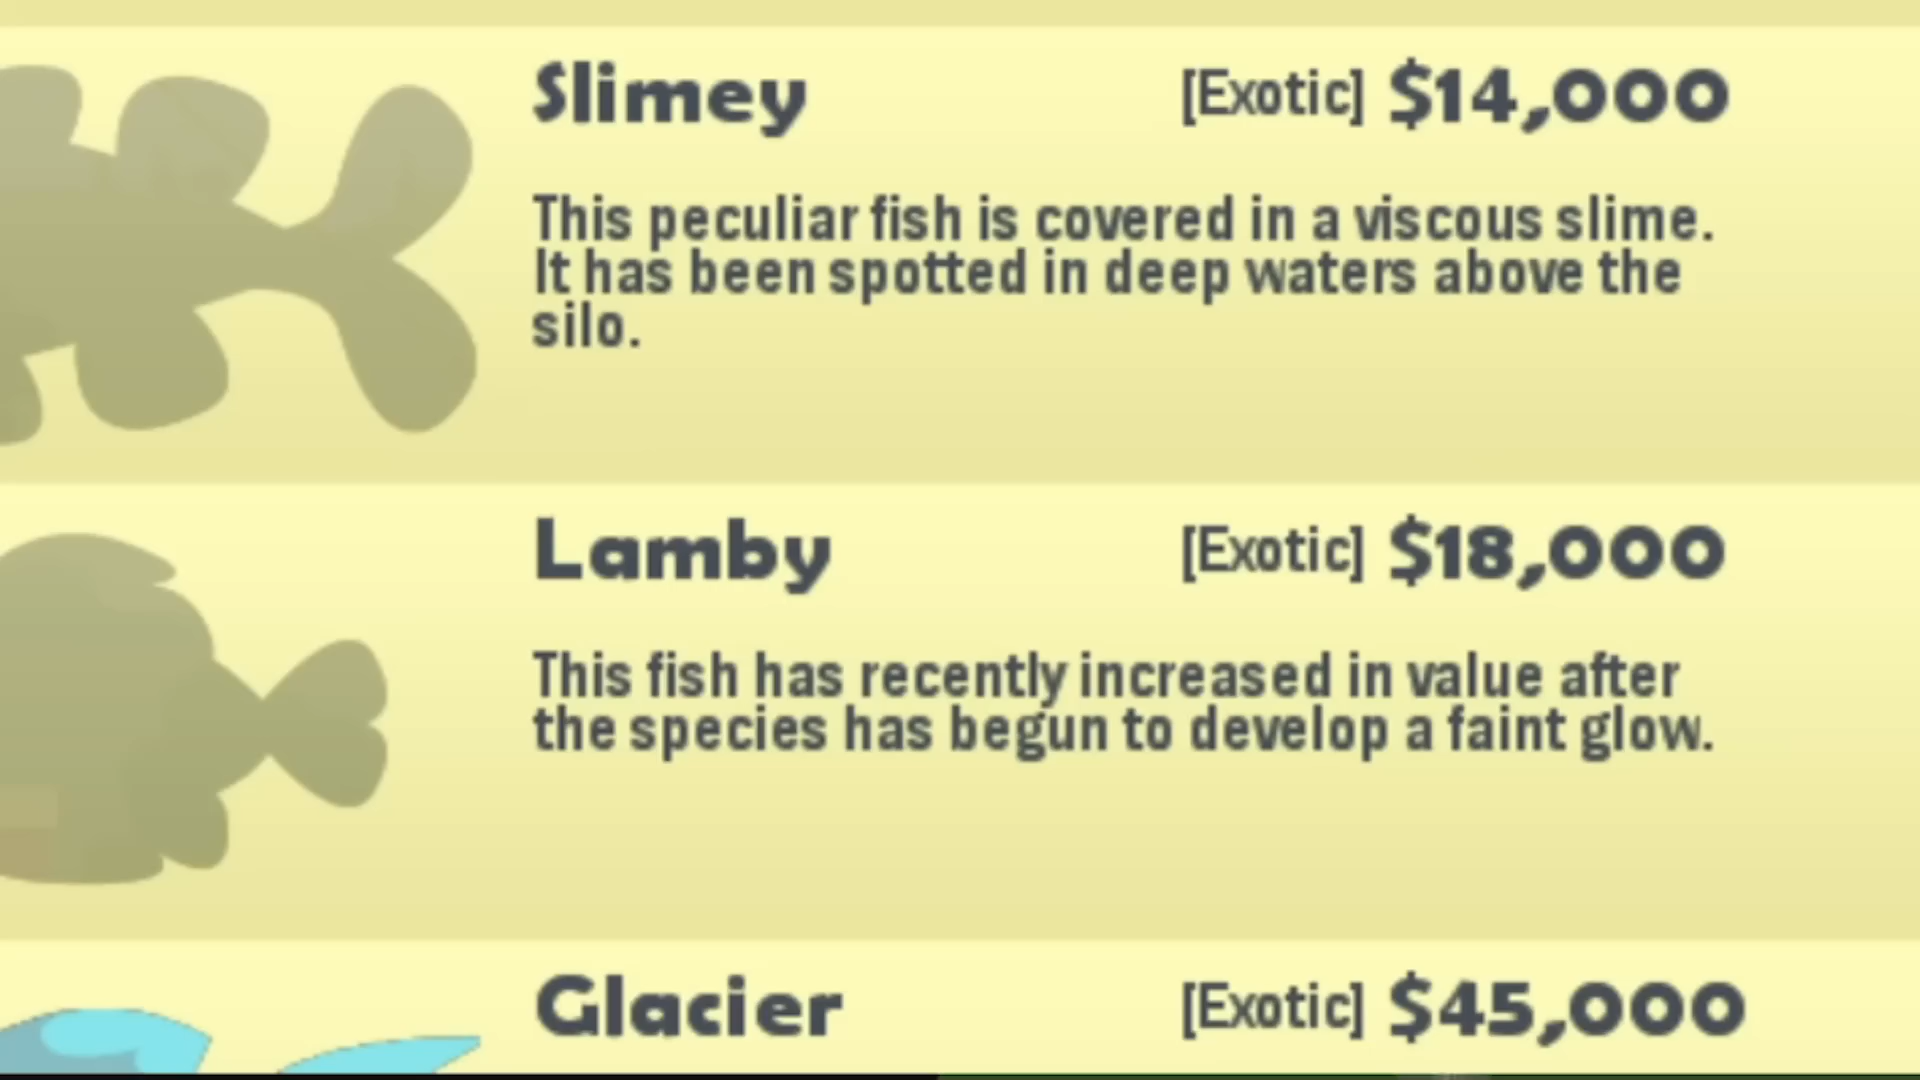 Slimey [Exotic] $14,000
This peculiar fish is covered in a viscous slime.
It has been spotted in deep waters above the
silo.
Lamby [Exotic] $18,000
This fish has recently increased in value after
the species has begun to develop a faint glow.
Glacier [Exotic] $45,000